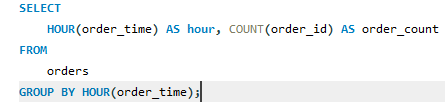 SELECT
HOUR(order_time) AS hour, COUNT(order_id) AS order_count
FROM
orders
GROUP BY HOUR(order_time);